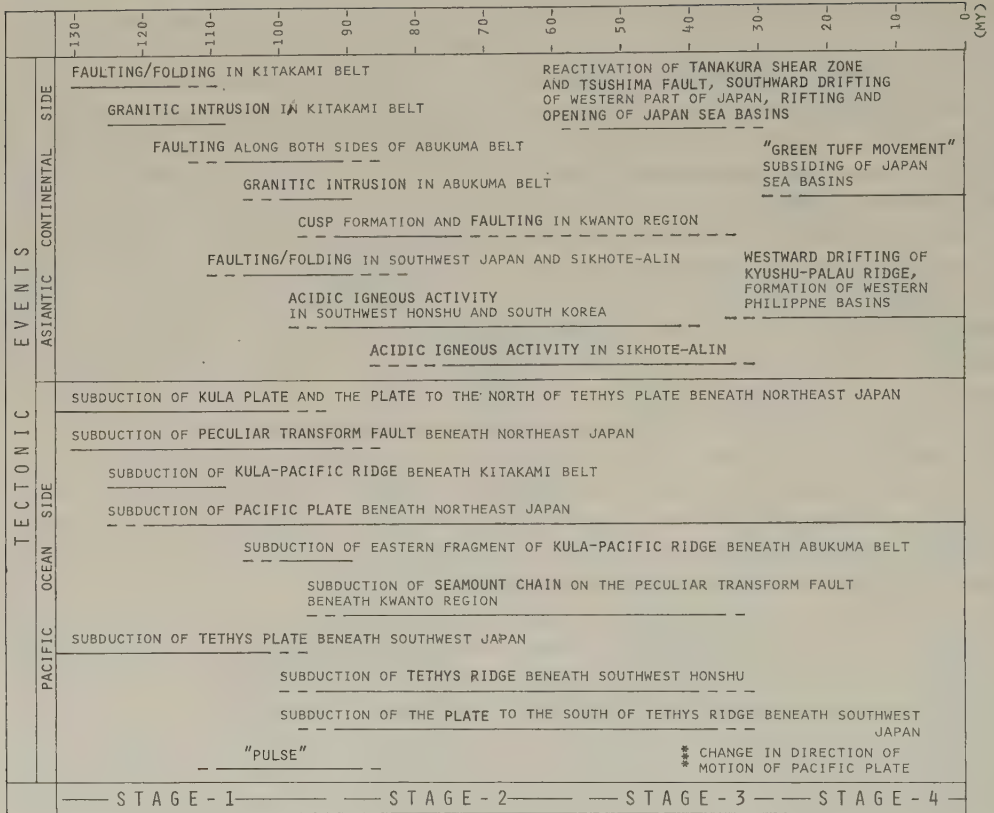 -130- -120- -110- -100- -90- -80- -70- -60- -50- -40- -30- -20- -10- 0 (MY)
TECTONIC EVENTS
ASIANTIC CONTINENTAL SIDE
FAULTING/FOLDING IN KITAKAMI BELT
REACTIVATION OF TANAKURA SHEAR ZONE
AND TSUSHIMA FAULT, SOUTHWARD DRIFTING
OF WESTERN PART OF JAPAN, RIFTING AND
OPENING OF JAPAN SEA BASINS
GRANITIC INTRUSION IN KITAKAMI BELT
FAULTING ALONG BOTH SIDES OF ABUKUMA BELT
"GREEN TUFF MOVEMENT"
SUBSIDING OF JAPAN
SEA BASINS
GRANITIC INTRUSION IN ABUKUMA BELT
CUSP FORMATION AND FAULTING IN KWANTO REGION
FAULTING/FOLDING IN SOUTHWEST JAPAN AND SIKHOTE-ALIN
WESTWARD DRIFTING OF
KYUSHU-PALAU RIDGE,
FORMATION OF WESTERN
PHILIPPNE BASINS
ACIDIC IGNEOUS ACTIVITY
IN SOUTHWEST HONSHU AND SOUTH KOREA
ACIDIC IGNEOUS ACTIVITY IN SIKHOTE-ALIN
PACIFIC OCEAN SIDE
SUBDUCTION OF KULA PLATE AND THE PLATE TO THE NORTH OF TETHYS PLATE BENEATH NORTHEAST JAPAN
SUBDUCTION OF PECULIAR TRANSFORM FAULT BENEATH NORTHEAST JAPAN
SUBDUCTION OF KULA-PACIFIC RIDGE BENEATH KITAKAMI BELT
SUBDUCTION OF PACIFIC PLATE BENEATH NORTHEAST JAPAN
SUBDUCTION OF EASTERN FRAGMENT OF KULA-PACIFIC RIDGE BENEATH ABUKUMA BELT
SUBDUCTION OF SEAMOUNT CHAIN ON THE PECULIAR TRANSFORM FAULT
BENEATH KWANTO REGION
SUBDUCTION OF TETHYS PLATE BENEATH SOUTHWEST JAPAN
SUBDUCTION OF TETHYS RIDGE BENEATH SOUTHWEST HONSHU
SUBDUCTION OF THE PLATE TO THE SOUTH OF TETHYS RIDGE BENEATH SOUTHWEST
JAPAN
"PULSE"
*** CHANGE IN DIRECTION OF
MOTION OF PACIFIC PLATE
STAGE-1 STAGE-2 STAGE-3 STAGE-4